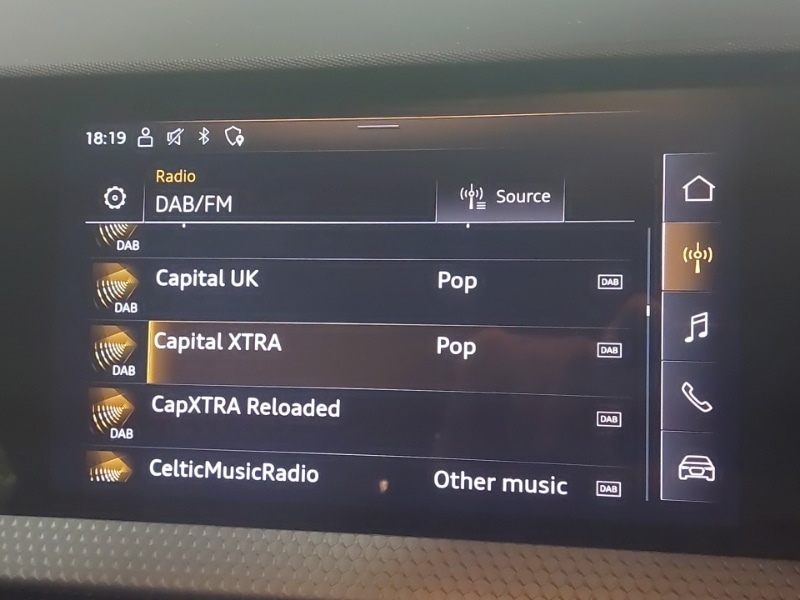 18:19
Radio
DAB/FM
Source
DAB
Capital UK Pop DAB
DAB
Capital XTRA Pop DAB
DAB
CapXTRA Reloaded DAB
DAB
CelticMusicRadio Other music DAB